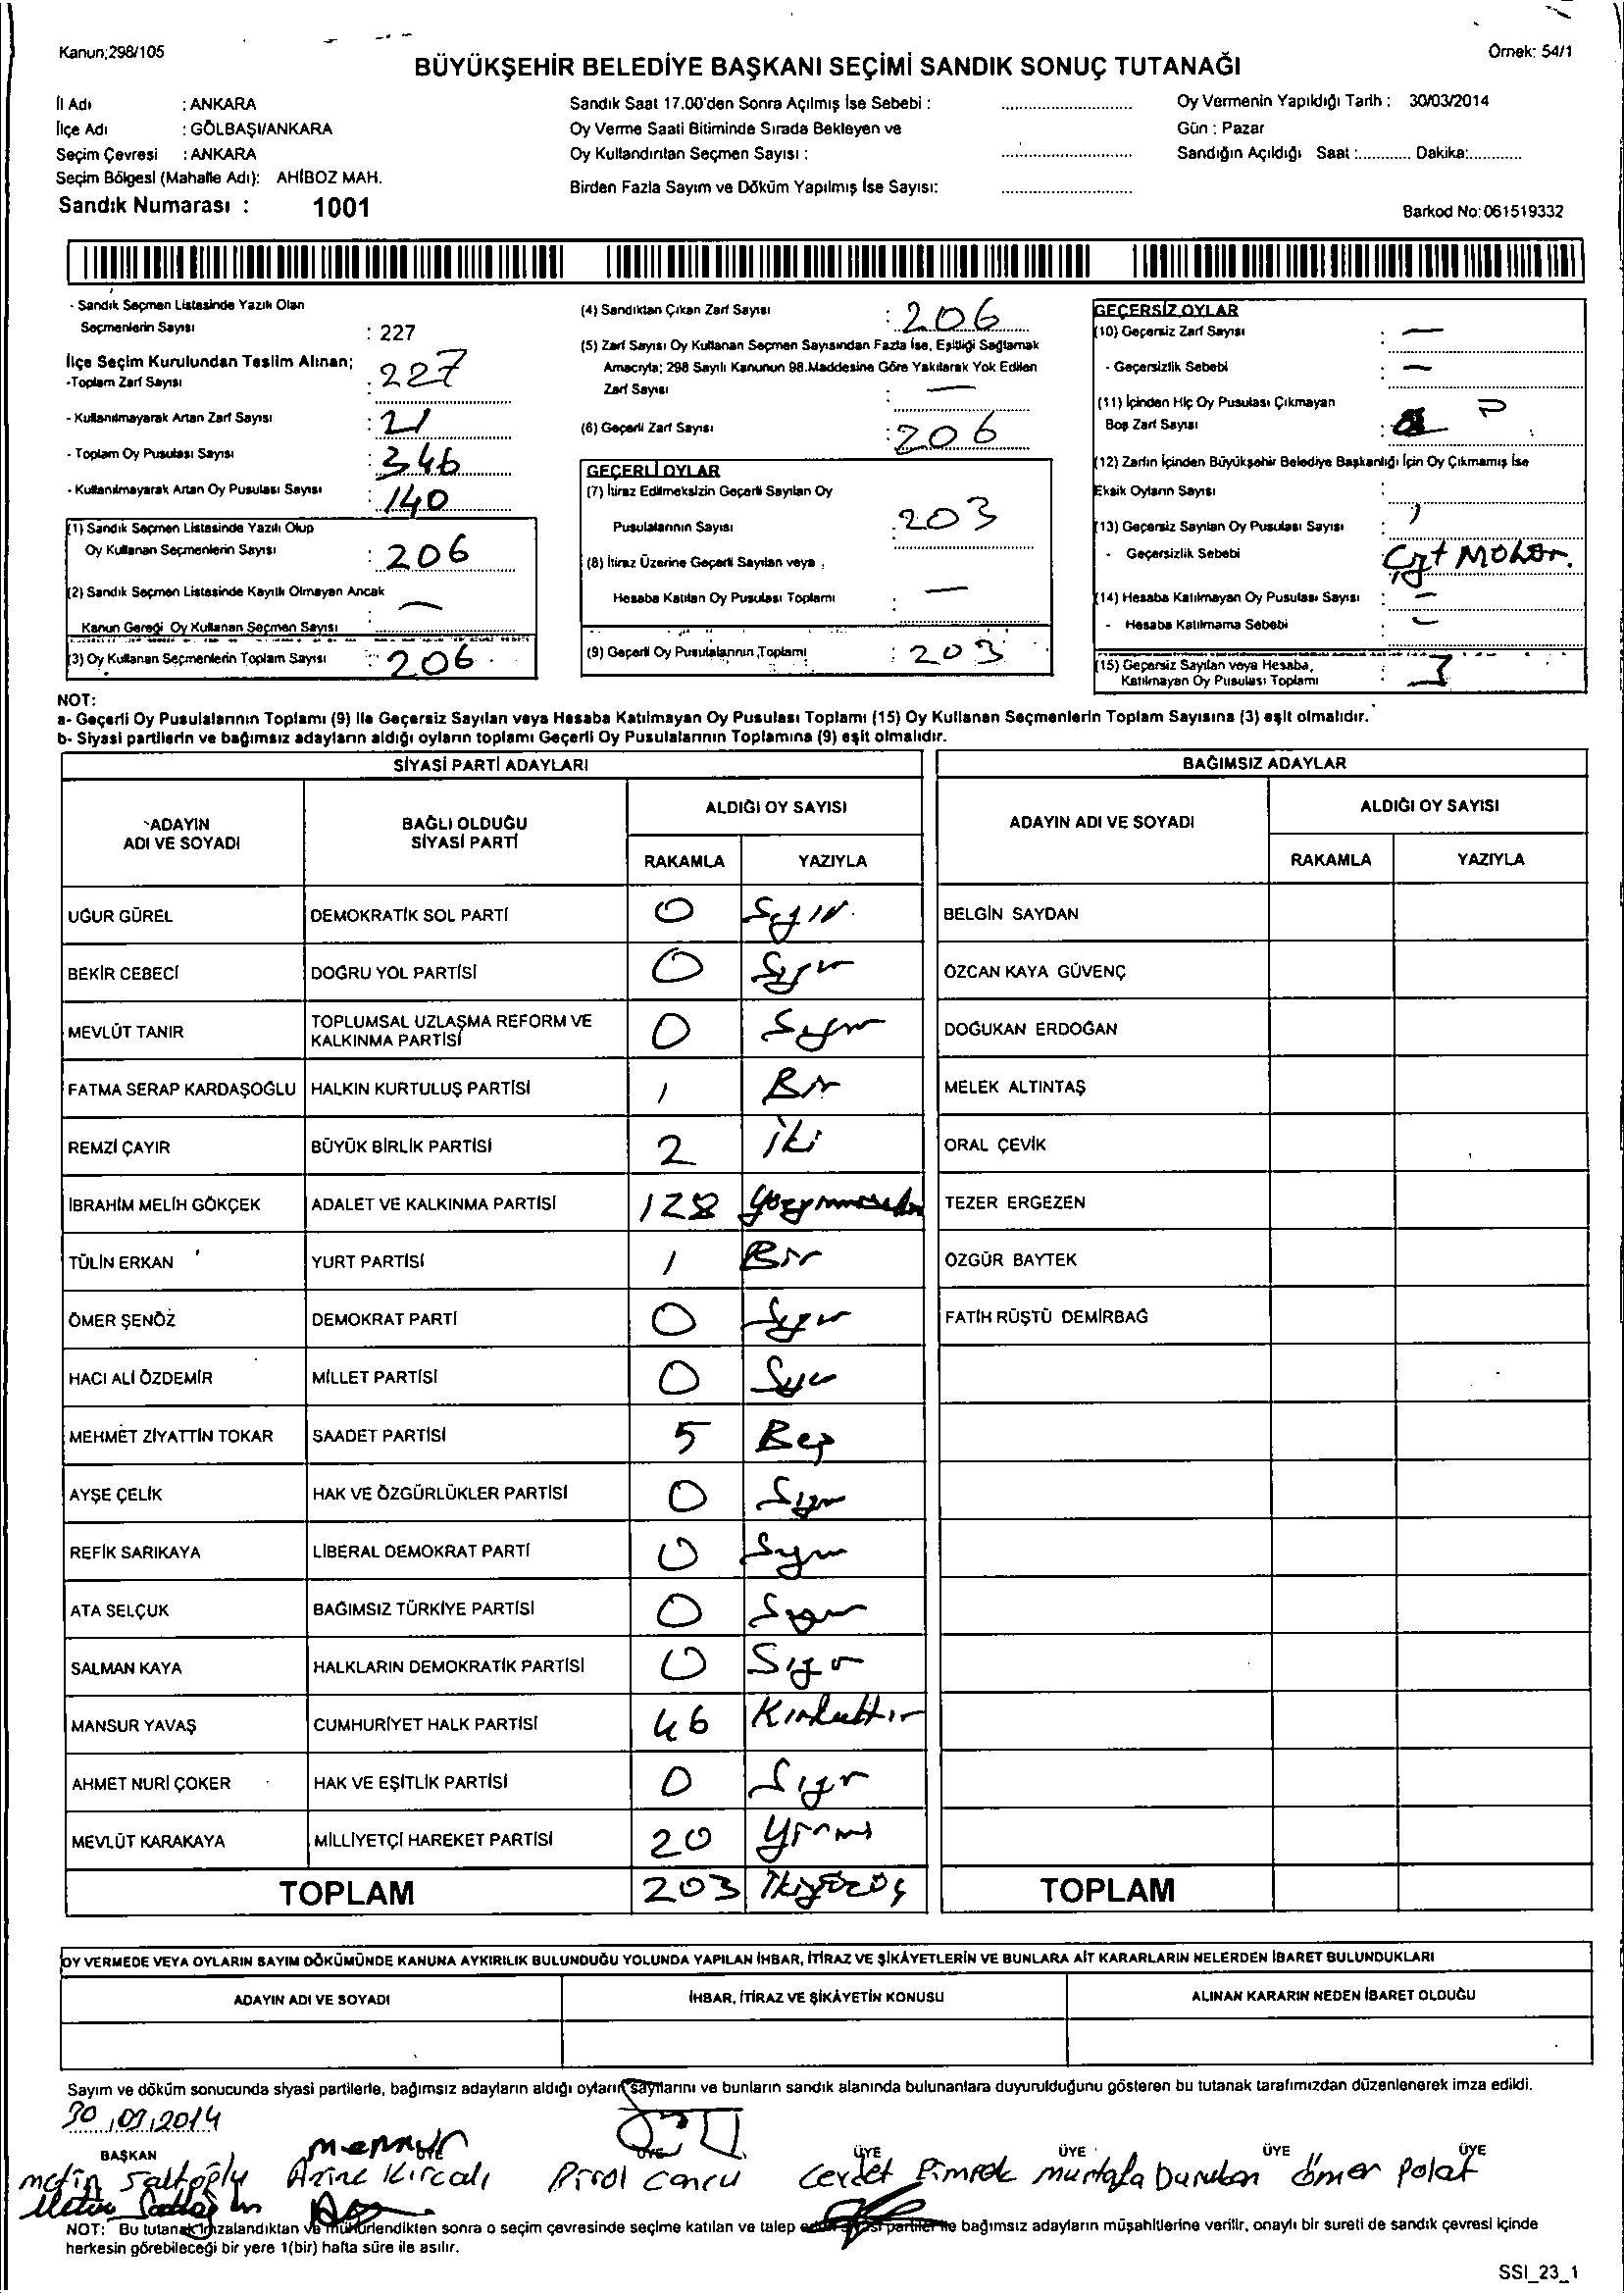 Kanun;298/105
Örnek: 54/1
BÜYÜKŞEHİR BELEDİYE BAŞKANI SEÇİMİ SANDIK SONUÇ TUTANAĞI
İl Adı : ANKARA
İlçe Adı : GÖLBAŞI/ANKARA
Seçim Çevresi : ANKARA
Seçim Bölgesi (Mahalle Adı): AHİBOZ MAH.
Sandık Numarası : 1001
Sandık Saat 17.00'den Sonra Açılmış İse Sebebi :
Oy Verme Saati Bitiminde Sırada Bekleyen ve
Oy Kullandırılan Seçmen Sayısı :
Birden Fazla Sayım ve Döküm Yapılmış İse Sayısı:
Oy Vermenin Yapıldığı Tarih : 30/03/2014
Gün : Pazar
Sandığın Açıldığı Saat :............ Dakika:............
Barkod No:061519332
- Sandık Seçmen Listesinde Yazılı Olan
Seçmenlerin Sayısı : 227
İlçe Seçim Kurulundan Teslim Alınan;
-Toplam Zarf Sayısı : 227
- Kullanılmayarak Artan Zarf Sayısı : 21
- Toplam Oy Pusulası Sayısı : 346
- Kullanılmayarak Artan Oy Pusulası Sayısı : 140
(1) Sandık Seçmen Listesinde Yazılı Olup
Oy Kullanan Seçmenlerin Sayısı : 206
(2) Sandık Seçmen Listesinde Kayıtlı Olmayan Ancak
Kanun Gereği Oy Kullanan Seçmen Sayısı : —
(3) Oy Kullanan Seçmenlerin Toplam Sayısı : 206
(4) Sandıktan Çıkan Zarf Sayısı : 206
(5) Zarf Sayısı Oy Kullanan Seçmen Sayısından Fazla İse, Eşitliği Sağlamak
Amacıyla; 298 Sayılı Kanunun 98.Maddesine Göre Yakılarak Yok Edilen
Zarf Sayısı : —
(6) Geçerli Zarf Sayısı : 206
GEÇERLİ OYLAR
(7) İtiraz Edilmeksizin Geçerli Sayılan Oy
Pusulalarının Sayısı : 203
(8) İtiraz Üzerine Geçerli Sayılan veya
Hesaba Katılan Oy Pusulası Toplamı : —
(9) Geçerli Oy Pusulalarının Toplamı : 203
GEÇERSİZ OYLAR
(10) Geçersiz Zarf Sayısı : —
- Geçersizlik Sebebi : —
(11) İçinden Hiç Oy Pusulası Çıkmayan
Boş Zarf Sayısı :
(12) Zarfın İçinden Büyükşehir Belediye Başkanlığı İçin Oy Çıkmamış İse
Eksik Oyların Sayısı :
(13) Geçersiz Sayılan Oy Pusulası Sayısı :
- Geçersizlik Sebebi
(14) Hesaba Katılmayan Oy Pusulası Sayısı : —
- Hesaba Katılmama Sebebi : —
(15) Geçersiz Sayılan veya Hesaba,
Katılmayan Oy Pusulası Toplamı : 3
NOT:
a- Geçerli Oy Pusulalarının Toplamı (9) ile Geçersiz Sayılan veya Hesaba Katılmayan Oy Pusulası Toplamı (15) Oy Kullanan Seçmenlerin Toplam Sayısına (3) eşit olmalıdır.
b- Siyasi partilerin ve bağımsız adayların aldığı oyların toplamı Geçerli Oy Pusulalarının Toplamına (9) eşit olmalıdır.
SİYASİ PARTİ ADAYLARI
ADAYIN ADI VE SOYADI BAĞLI OLDUĞU SİYASİ PARTİ ALDIĞI OY SAYISI
RAKAMLA YAZIYLA
UĞUR GÜREL DEMOKRATİK SOL PARTİ 0 Sıfır
BEKİR CEBECİ DOĞRU YOL PARTİSİ 0 Sıfır
MEVLÜT TANIR TOPLUMSAL UZLAŞMA REFORM VE KALKINMA PARTİSİ 0 Sıfır
FATMA SERAP KARDAŞOĞLU HALKIN KURTULUŞ PARTİSİ 1 Bir
REMZİ ÇAYIR BÜYÜK BİRLİK PARTİSİ 2 iki
İBRAHİM MELİH GÖKÇEK ADALET VE KALKINMA PARTİSİ 128
TÜLİN ERKAN YURT PARTİSİ 1 Bir
ÖMER ŞENÖZ DEMOKRAT PARTİ 0 Sıfır
HACI ALİ ÖZDEMİR MİLLET PARTİSİ 0 Sıfır
MEHMET ZİYATTİN TOKAR SAADET PARTİSİ 5 Beş
AYŞE ÇELİK HAK VE ÖZGÜRLÜKLER PARTİSİ 0 Sıfır
REFİK SARIKAYA LİBERAL DEMOKRAT PARTİ 0 Sıfır
ATA SELÇUK BAĞIMSIZ TÜRKİYE PARTİSİ 0 Sıfır
SALMAN KAYA HALKLARIN DEMOKRATİK PARTİSİ 0 Sıfır
MANSUR YAVAŞ CUMHURİYET HALK PARTİSİ 46 Kırkaltı
AHMET NURİ ÇOKER HAK VE EŞİTLİK PARTİSİ 0 Sıfır
MEVLÜT KARAKAYA MİLLİYETÇİ HAREKET PARTİSİ 20 Yirmi
TOPLAM 203 İkiyüzüç
BAĞIMSIZ ADAYLAR
ADAYIN ADI VE SOYADI ALDIĞI OY SAYISI
RAKAMLA YAZIYLA
BELGİN SAYDAN
ÖZCAN KAYA GÜVENÇ
DOĞUKAN ERDOĞAN
MELEK ALTINTAŞ
ORAL ÇEVİK
TEZER ERGEZEN
ÖZGÜR BAYTEK
FATİH RÜŞTÜ DEMİRBAĞ
TOPLAM
OY VERMEDE VEYA OYLARIN SAYIM DÖKÜMÜNDE KANUNA AYKIRILIK BULUNDUĞU YOLUNDA YAPILAN İHBAR, İTİRAZ VE ŞİKÂYETLERİN VE BUNLARA AİT KARARLARIN NELERDEN İBARET BULUNDUKLARI
ADAYIN ADI VE SOYADI İHBAR, İTİRAZ VE ŞİKÂYETİN KONUSU ALINAN KARARIN NEDEN İBARET OLDUĞU
Sayım ve döküm sonucunda siyasi partilerle, bağımsız adayların aldığı oyların sayılarını ve bunların sandık alanında bulunanlara duyurulduğunu gösteren bu tutanak tarafımızdan düzenlenerek imza edildi.
30.03.2014
BAŞKAN ÜYE ÜYE ÜYE ÜYE ÜYE
metin Azine Kırcalı Birol Cevdet mustafa ömer Polat
NOT: Bu tutanak imzalandıktan ve mühürlendikten sonra o seçim çevresinde seçime katılan ve talep eden siyasi partiler ile bağımsız adayların müşahitlerine verilir, onaylı bir sureti de sandık çevresi içinde
herkesin görebileceği bir yere 1(bir) hafta süre ile asılır.
SSI_23_1